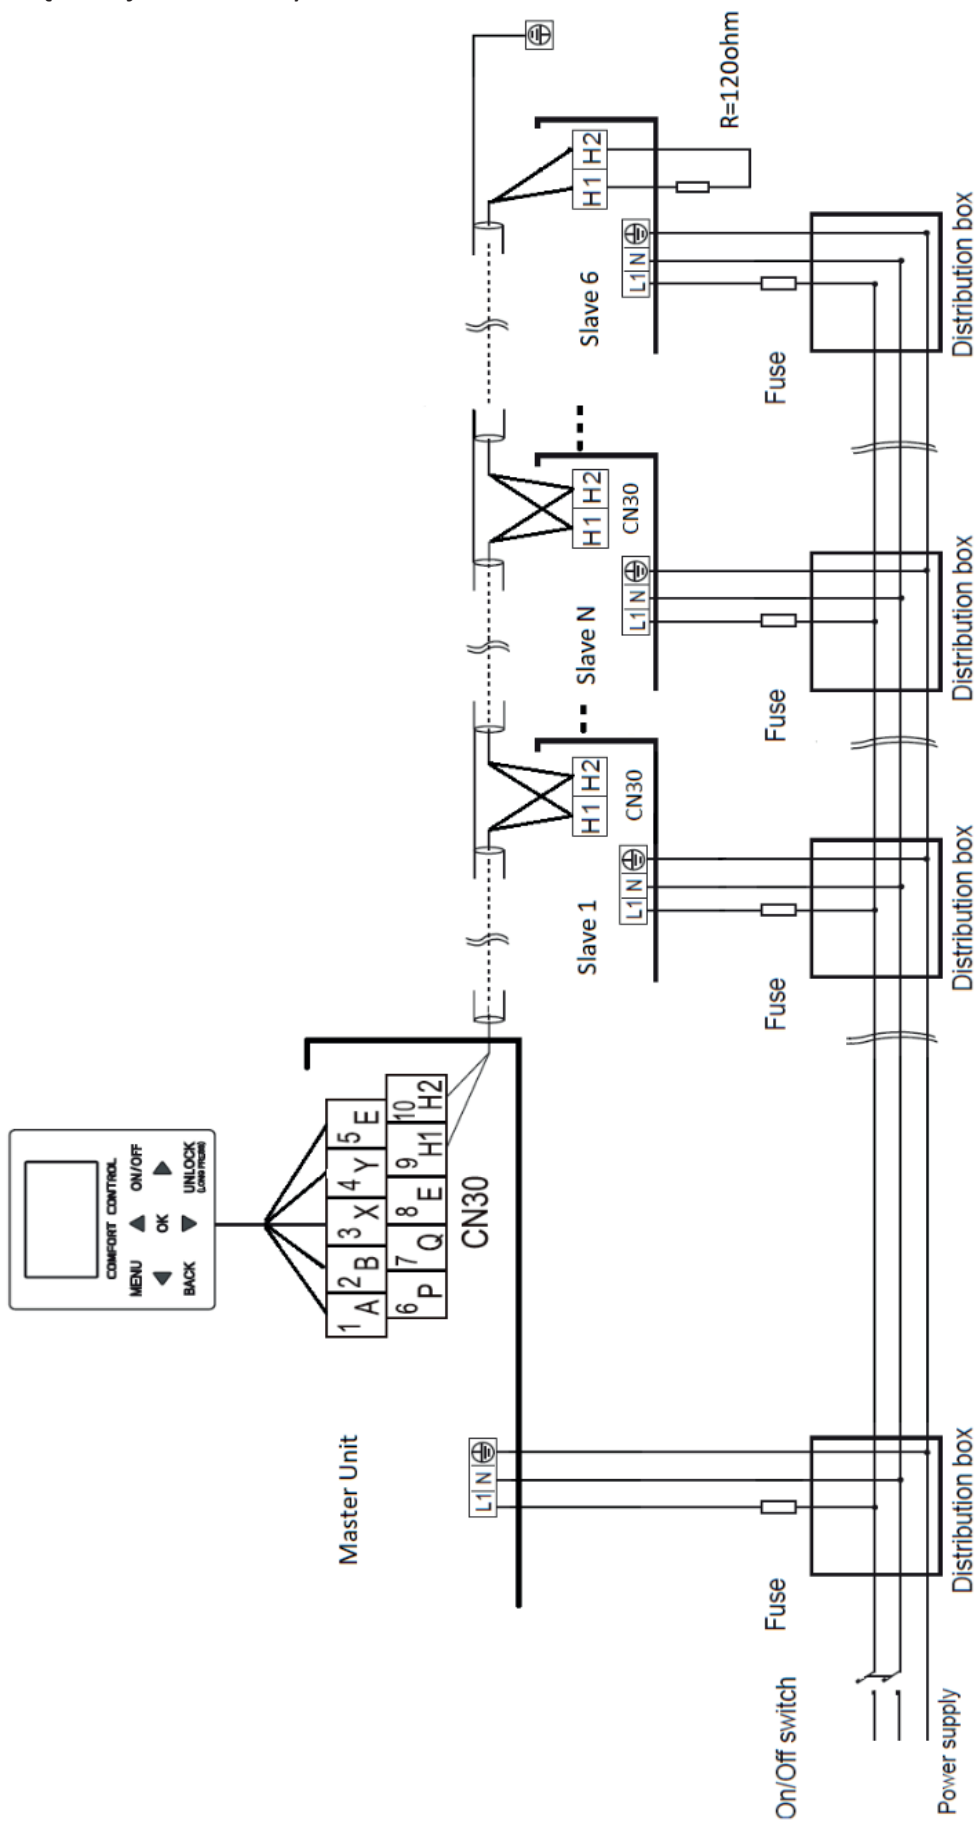 COMFORT CONTROL
MENU ON/OFF
OK
BACK UNLOCK
(LONG PRESS)
1 2 3 4 5
A B X Y E
6 7 8 9 10
P Q E H1 H2
CN30
Master Unit
L1 N
Slave 1
L1 N
H1 H2
CN30
Slave N
L1 N
H1 H2
CN30
Slave 6
L1 N
H1 H2
R=120ohm
Fuse
Fuse
Fuse
Fuse
On/Off switch
Power supply
Distribution box
Distribution box
Distribution box
Distribution box